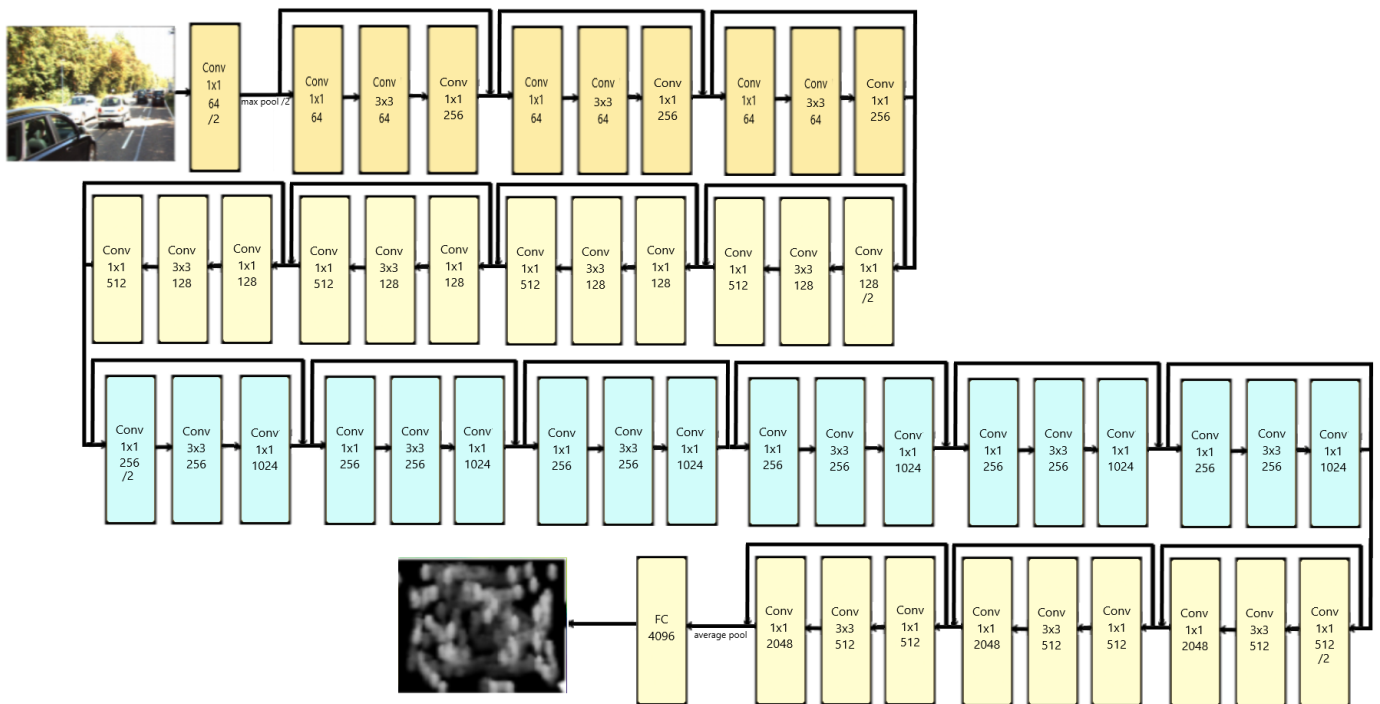 Conv
1x1
64
/2
max pool /2
Conv
1x1
64
Conv
3x3
64
Conv
1x1
256
Conv
1x1
64
Conv
3x3
64
Conv
1x1
256
Conv
1x1
64
Conv
3x3
64
Conv
1x1
256
Conv
1x1
512
Conv
3x3
128
Conv
1x1
128
Conv
1x1
512
Conv
3x3
128
Conv
1x1
128
Conv
1x1
512
Conv
3x3
128
Conv
1x1
128
Conv
1x1
512
Conv
3x3
128
Conv
1x1
128
/2
Conv
1x1
256
/2
Conv
3x3
256
Conv
1x1
1024
Conv
1x1
256
Conv
3x3
256
Conv
1x1
1024
Conv
1x1
256
Conv
3x3
256
Conv
1x1
1024
Conv
1x1
256
Conv
3x3
256
Conv
1x1
1024
Conv
1x1
256
Conv
3x3
256
Conv
1x1
1024
Conv
1x1
256
Conv
3x3
256
Conv
1x1
1024
FC
4096
average pool
Conv
1x1
2048
Conv
3x3
512
Conv
1x1
512
Conv
1x1
2048
Conv
3x3
512
Conv
1x1
512
Conv
1x1
2048
Conv
3x3
512
Conv
1x1
512
/2